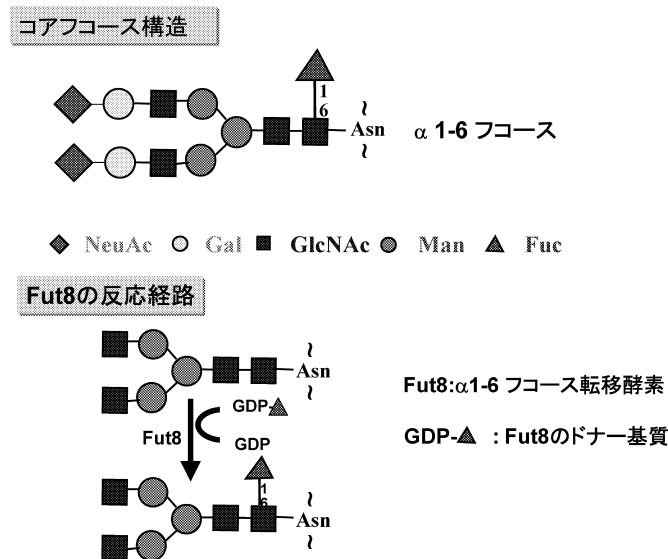 コアフコース構造
1
6
Asn
α 1-6 フコース
NeuAc Gal GlcNAc Man Fuc
Fut8の反応経路
Asn
Fut8:α1-6 フコース転移酵素
GDP-
Fut8
GDP
GDP- : Fut8のドナー基質
1
6
Asn